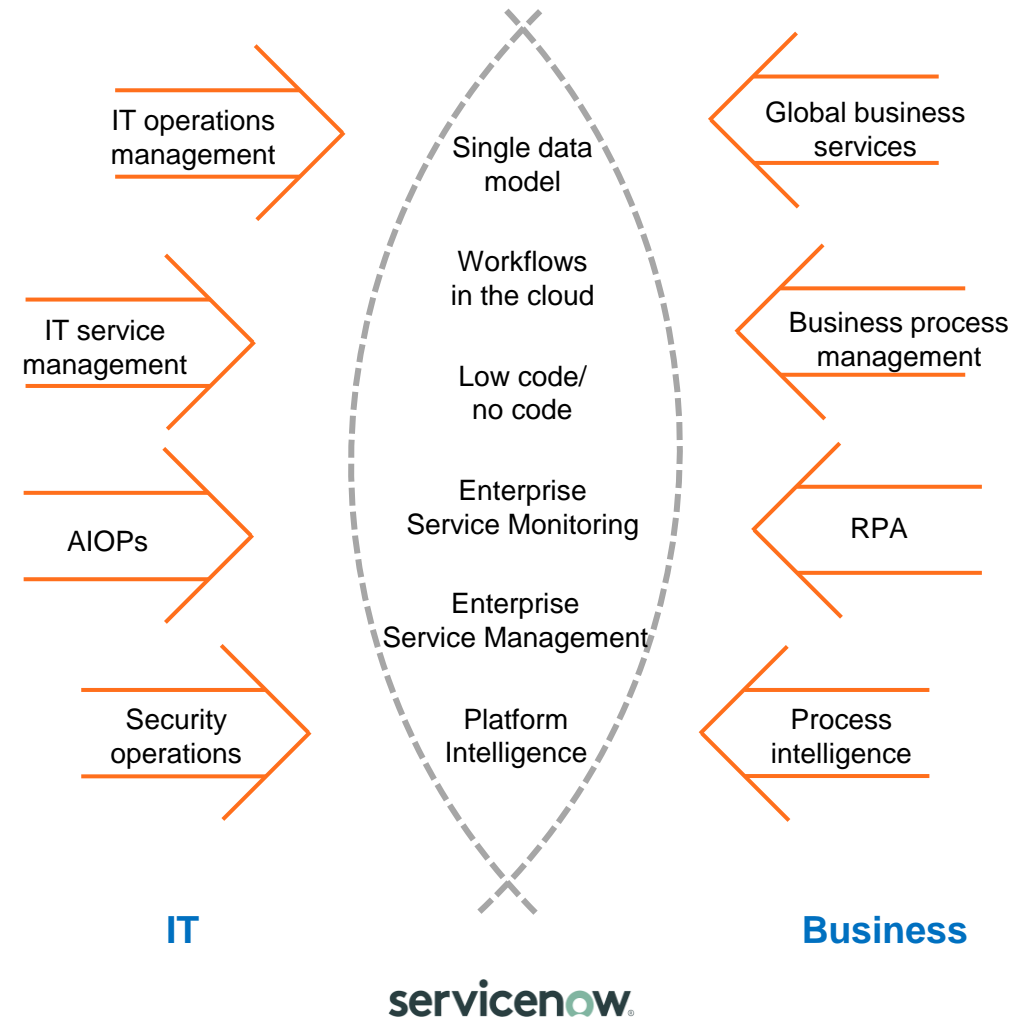 IT operations
management
IT service
management
AIOPs
Security
operations
Single data
model
Workflows
in the cloud
Low code/
no code
Enterprise
Service Monitoring
Enterprise
Service Management
Platform
Intelligence
Global business
services
Business process
management
RPA
Process
intelligence
IT
Business
servicenow®